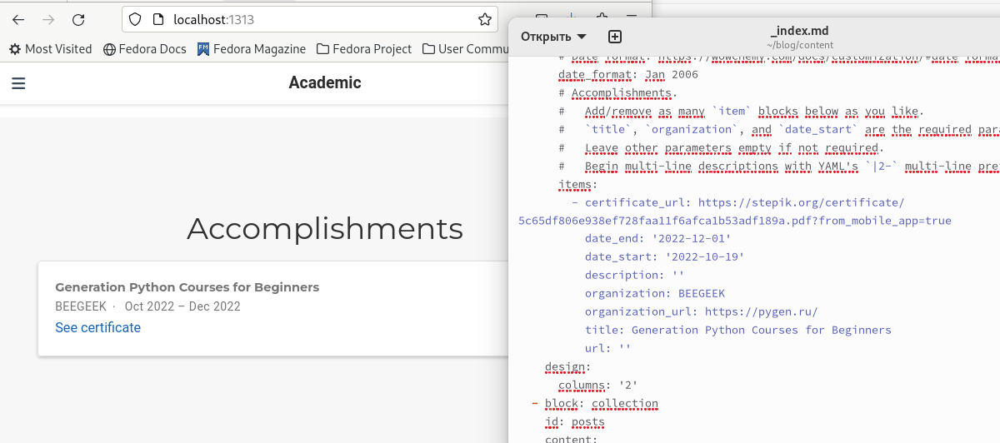 localhost:1313
Most Visited
Fedora Docs
Fedora Magazine
Fedora Project
User Commu
Academic
Accomplishments
Generation Python Courses for Beginners
BEEGEEK · Oct 2022 – Dec 2022
See certificate
Открыть
_index.md
~/blog/content
# Date format: https://wowchemy.com/docs/customization/#date-forma
date_format: Jan 2006
# Accomplishments.
#   Add/remove as many `item` blocks below as you like.
#   `title`, `organization`, and `date_start` are the required par
#   Leave other parameters empty if not required.
#   Begin multi-line descriptions with YAML's `|2-` multi-line pre
items:
- certificate_url: https://stepik.org/certificate/
5c65df806e938ef728faa11f6afca1b53adf189a.pdf?from_mobile_app=true
date_end: '2022-12-01'
date_start: '2022-10-19'
description: ''
organization: BEEGEEK
organization_url: https://pygen.ru/
title: Generation Python Courses for Beginners
url: ''
design:
columns: '2'
- block: collection
id: posts
content: